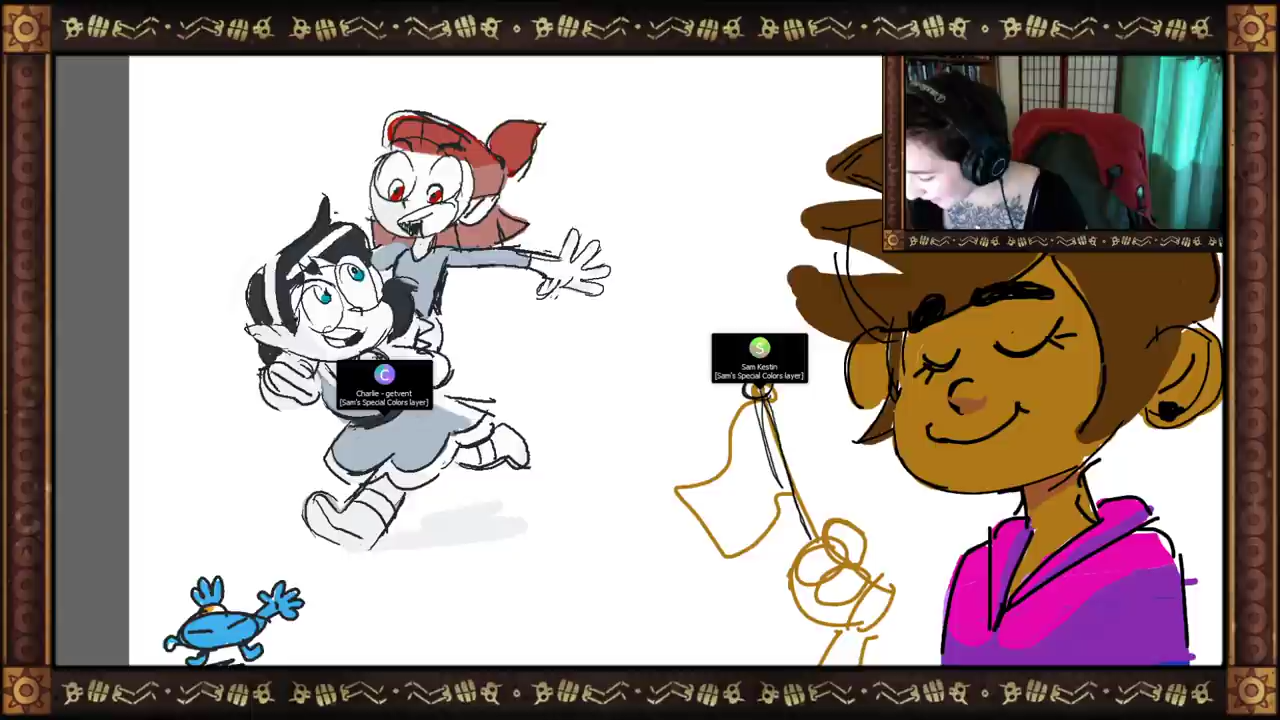 S
Sam Kestin
[Sam's Special Colors layer]
C
Charlie - getvent
[Sam's Special Colors layer]